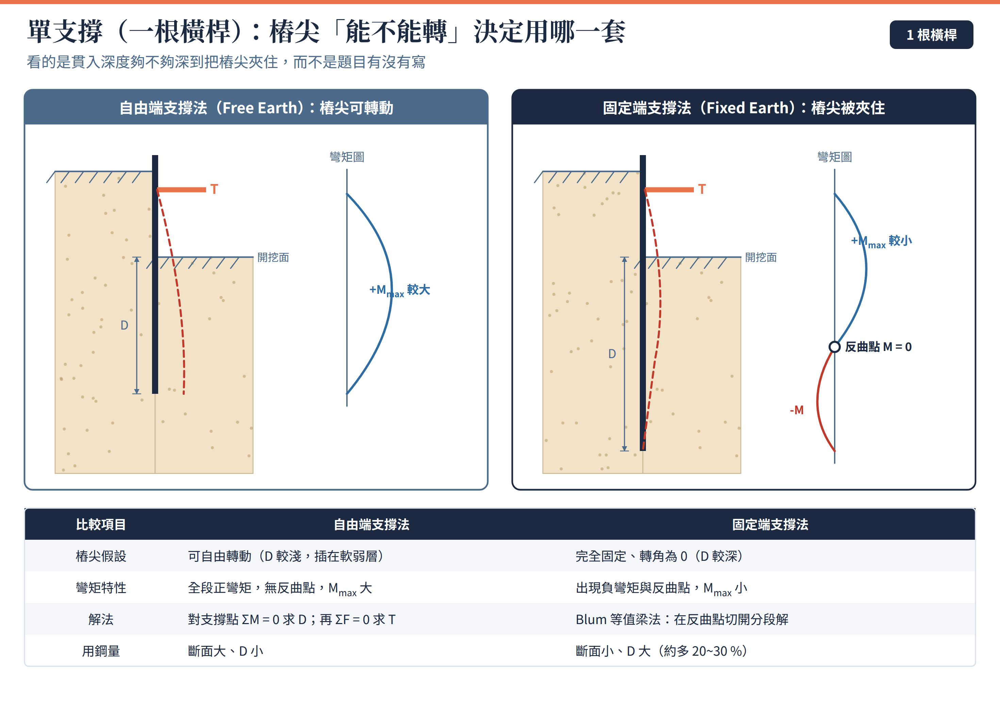 單支撐（一根橫桿）：樁尖「能不能轉」決定用哪一套
1 根橫桿
看的是貫入深度夠不夠深到把樁尖夾住，而不是題目有沒有寫
自由端支撐法（Free Earth）：樁尖可轉動
彎矩圖
T
開挖面
+Mmax 較大
D
固定端支撐法（Fixed Earth）：樁尖被夾住
彎矩圖
T
+Mmax 較小
開挖面
反曲點 M = 0
D
-M
比較項目 自由端支撐法 固定端支撐法
樁尖假設 可自由轉動（D 較淺，插在軟弱層） 完全固定、轉角為 0（D 較深）
彎矩特性 全段正彎矩，無反曲點，Mmax 大 出現負彎矩與反曲點，Mmax 小
解法 對支撐點 ΣM = 0 求 D；再 ΣF = 0 求 T Blum 等值梁法：在反曲點切開分段解
用鋼量 斷面大、D 小 斷面小、D 大（約多 20~30 %）